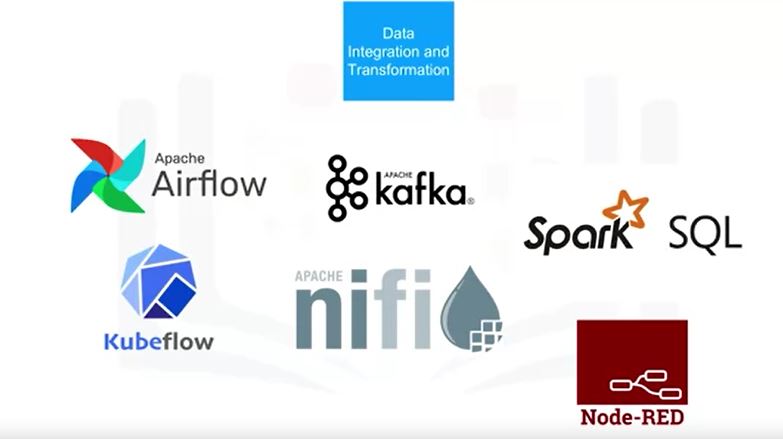 Data
Integration and
Transformation
Apache
Airflow
APACHE
kafka®
Spark SQL
Kubeflow
APACHE
nifi
Node-RED